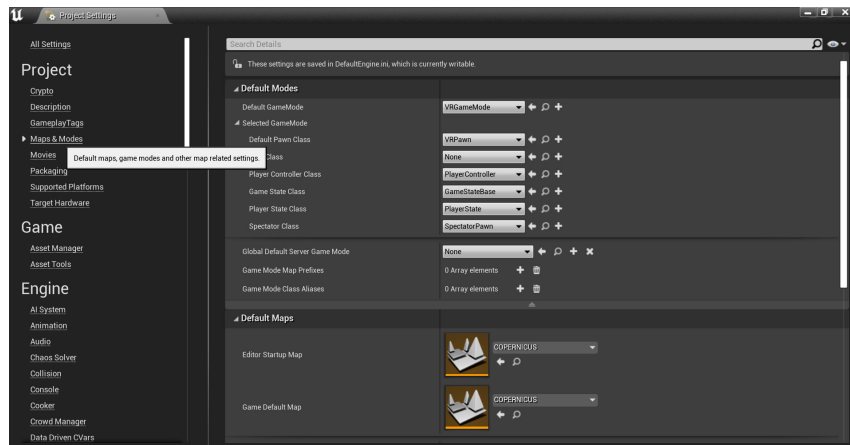 Project Settings
All Settings
Project
Crypto
Description
GameplayTags
Maps & Modes
Movies
Packaging
Supported Platforms
Target Hardware
Game
Asset Manager
Asset Tools
Engine
AI System
Animation
Audio
Chaos Solver
Collision
Console
Cooker
Crowd Manager
Data Driven CVars
Default maps, game modes and other map related settings.
Search Details
These settings are saved in DefaultEngine.ini, which is currently writable.
Default Modes
Default GameMode VRGameMode
Selected GameMode
Default Pawn Class VRPawn
Class None
Player Controller Class PlayerController
Game State Class GameStateBase
Player State Class PlayerState
Spectator Class SpectatorPawn
Global Default Server Game Mode None
Game Mode Map Prefixes 0 Array elements
Game Mode Class Aliases 0 Array elements
Default Maps
Editor Startup Map COPERNICUS
Game Default Map COPERNICUS